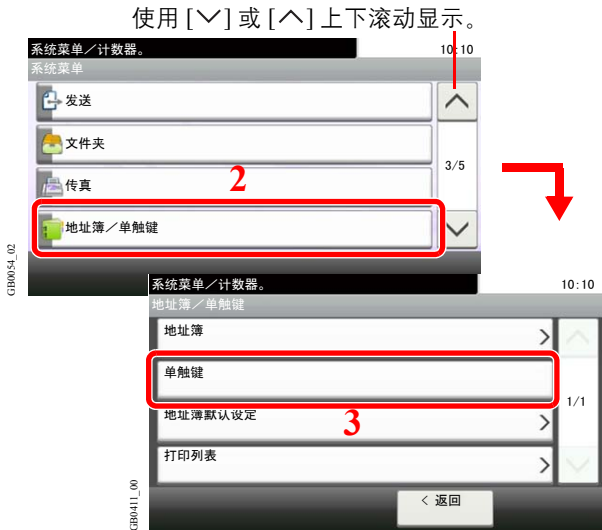 使用 [∨] 或 [∧] 上下滚动显示。
系统菜单／计数器。 10:10
系统菜单
发送
文件夹
3/5
传真
2
地址簿／单触键
GB0054_02
系统菜单／计数器。 10:10
地址簿／单触键
地址簿
单触键
1/1
地址簿默认设定
3
打印列表
< 返回
GB0411_00